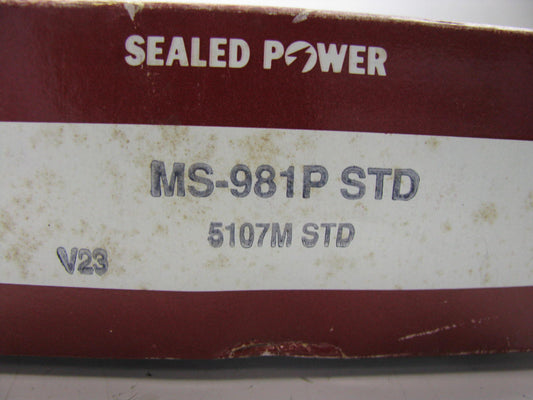 SEALED POWER
MS-981P STD
5107M STD
V23